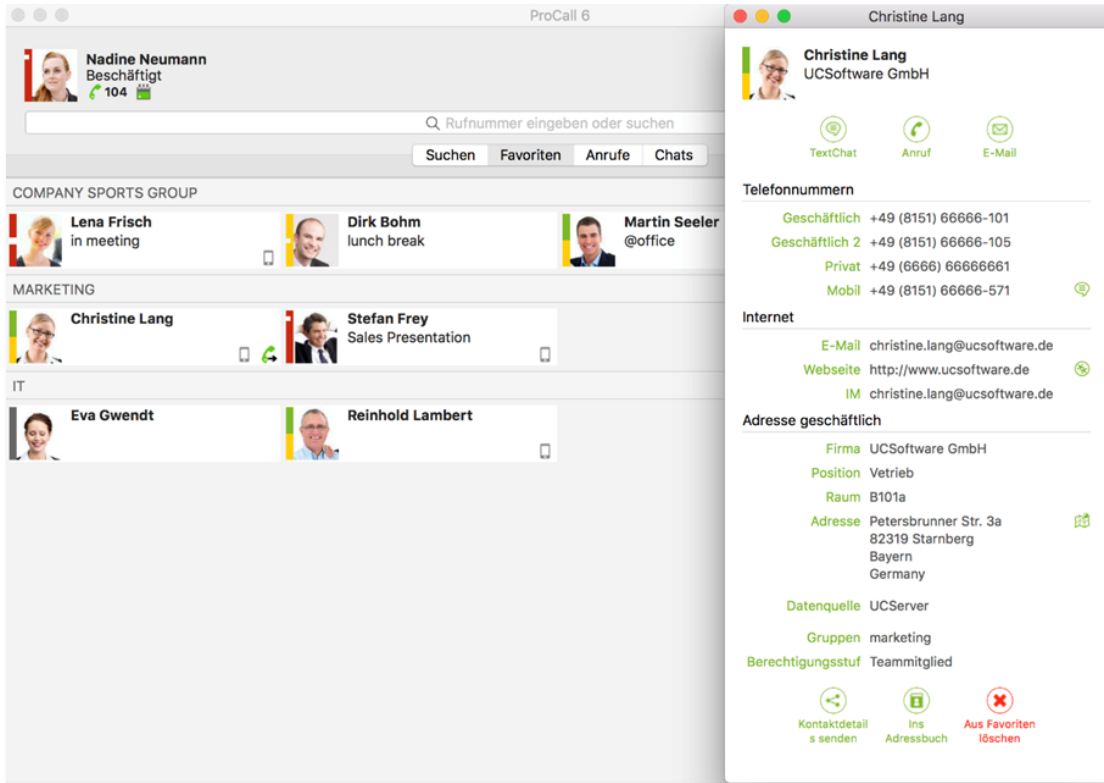 ProCall 6
Nadine Neumann
Beschäftigt
104
Rufnummer eingeben oder suchen
Suchen Favoriten Anrufe Chats
COMPANY SPORTS GROUP
Lena Frisch
in meeting
Dirk Bohm
lunch break
Martin Seeler
@office
MARKETING
Christine Lang
Stefan Frey
Sales Presentation
IT
Eva Gwendt
Reinhold Lambert
Christine Lang
Christine Lang
UCSoftware GmbH
TextChat Anruf E-Mail
Telefonnummern
Geschäftlich +49 (8151) 66666-101
Geschäftlich 2 +49 (8151) 66666-105
Privat +49 (6666) 66666661
Mobil +49 (8151) 66666-571
Internet
E-Mail christine.lang@ucsoftware.de
Webseite http://www.ucsoftware.de
IM christine.lang@ucsoftware.de
Adresse geschäftlich
Firma UCSoftware GmbH
Position Vetrieb
Raum B101a
Adresse Petersbrunner Str. 3a
82319 Starnberg
Bayern
Germany
Datenquelle UCServer
Gruppen marketing
Berechtigungsstuf Teammitglied
Kontaktdetail
s senden
Ins
Adressbuch
Aus Favoriten
löschen